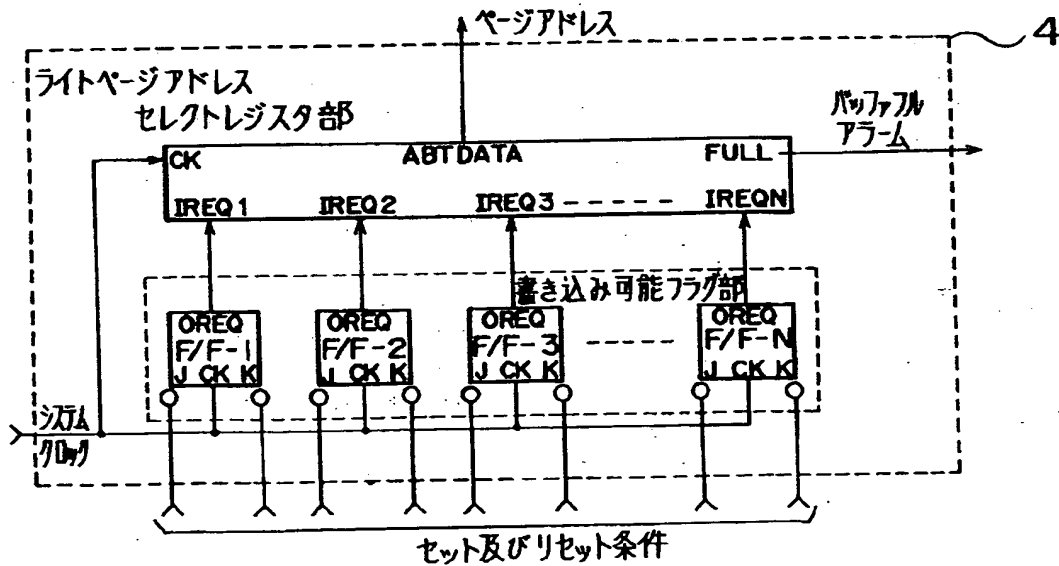 ページアドレス
4
ライトページアドレス
セレクトレジスタ部
バッファフル
アラーム
CK ABTDATA FULL
IREQ1 IREQ2 IREQ3 ----- IREQN
書き込み可能フラグ部
OREQ OREQ OREQ OREQ
F/F-1 F/F-2 F/F-3 ----- F/F-N
J CK K J CK K J CK K J CK K
システム
クロック
セット及びリセット条件